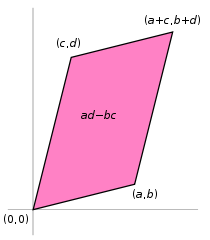 (a+c,b+d)
(c,d)
ad−bc
(a,b)
(0,0)